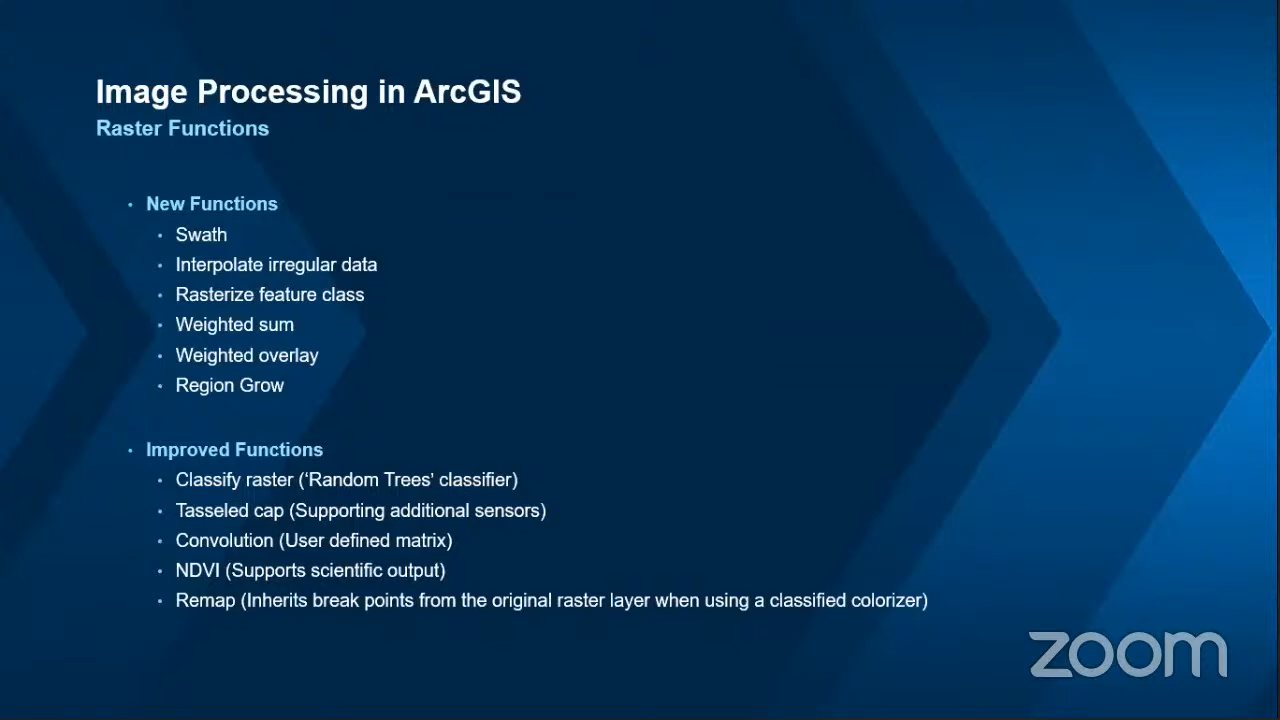 Image Processing in ArcGIS
Raster Functions
• New Functions
• Swath
• Interpolate irregular data
• Rasterize feature class
• Weighted sum
• Weighted overlay
• Region Grow
• Improved Functions
• Classify raster (‘Random Trees’ classifier)
• Tasseled cap (Supporting additional sensors)
• Convolution (User defined matrix)
• NDVI (Supports scientific output)
• Remap (Inherits break points from the original raster layer when using a classified colorizer)
zoom